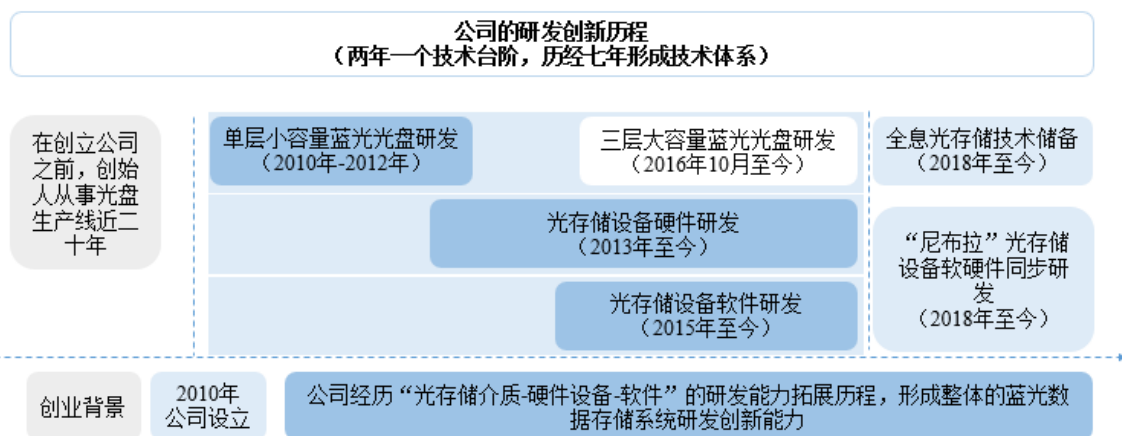 公司的研发创新历程
（两年一个技术台阶，历经七年形成技术体系）
在创立公司
之前，创始
人从事光盘
生产线近二
十年
单层小容量蓝光光盘研发
（2010年-2012年）
三层大容量蓝光光盘研发
（2016年10月至今）
光存储设备硬件研发
（2013年至今）
光存储设备软件研发
（2015年至今）
全息光存储技术储备
（2018年至今）
“尼布拉”光存储
设备软硬件同步研
发
（2018年至今）
创业背景
2010年
公司设立
公司经历“光存储介质-硬件设备-软件”的研发能力拓展历程，形成整体的蓝光数
据存储系统研发创新能力